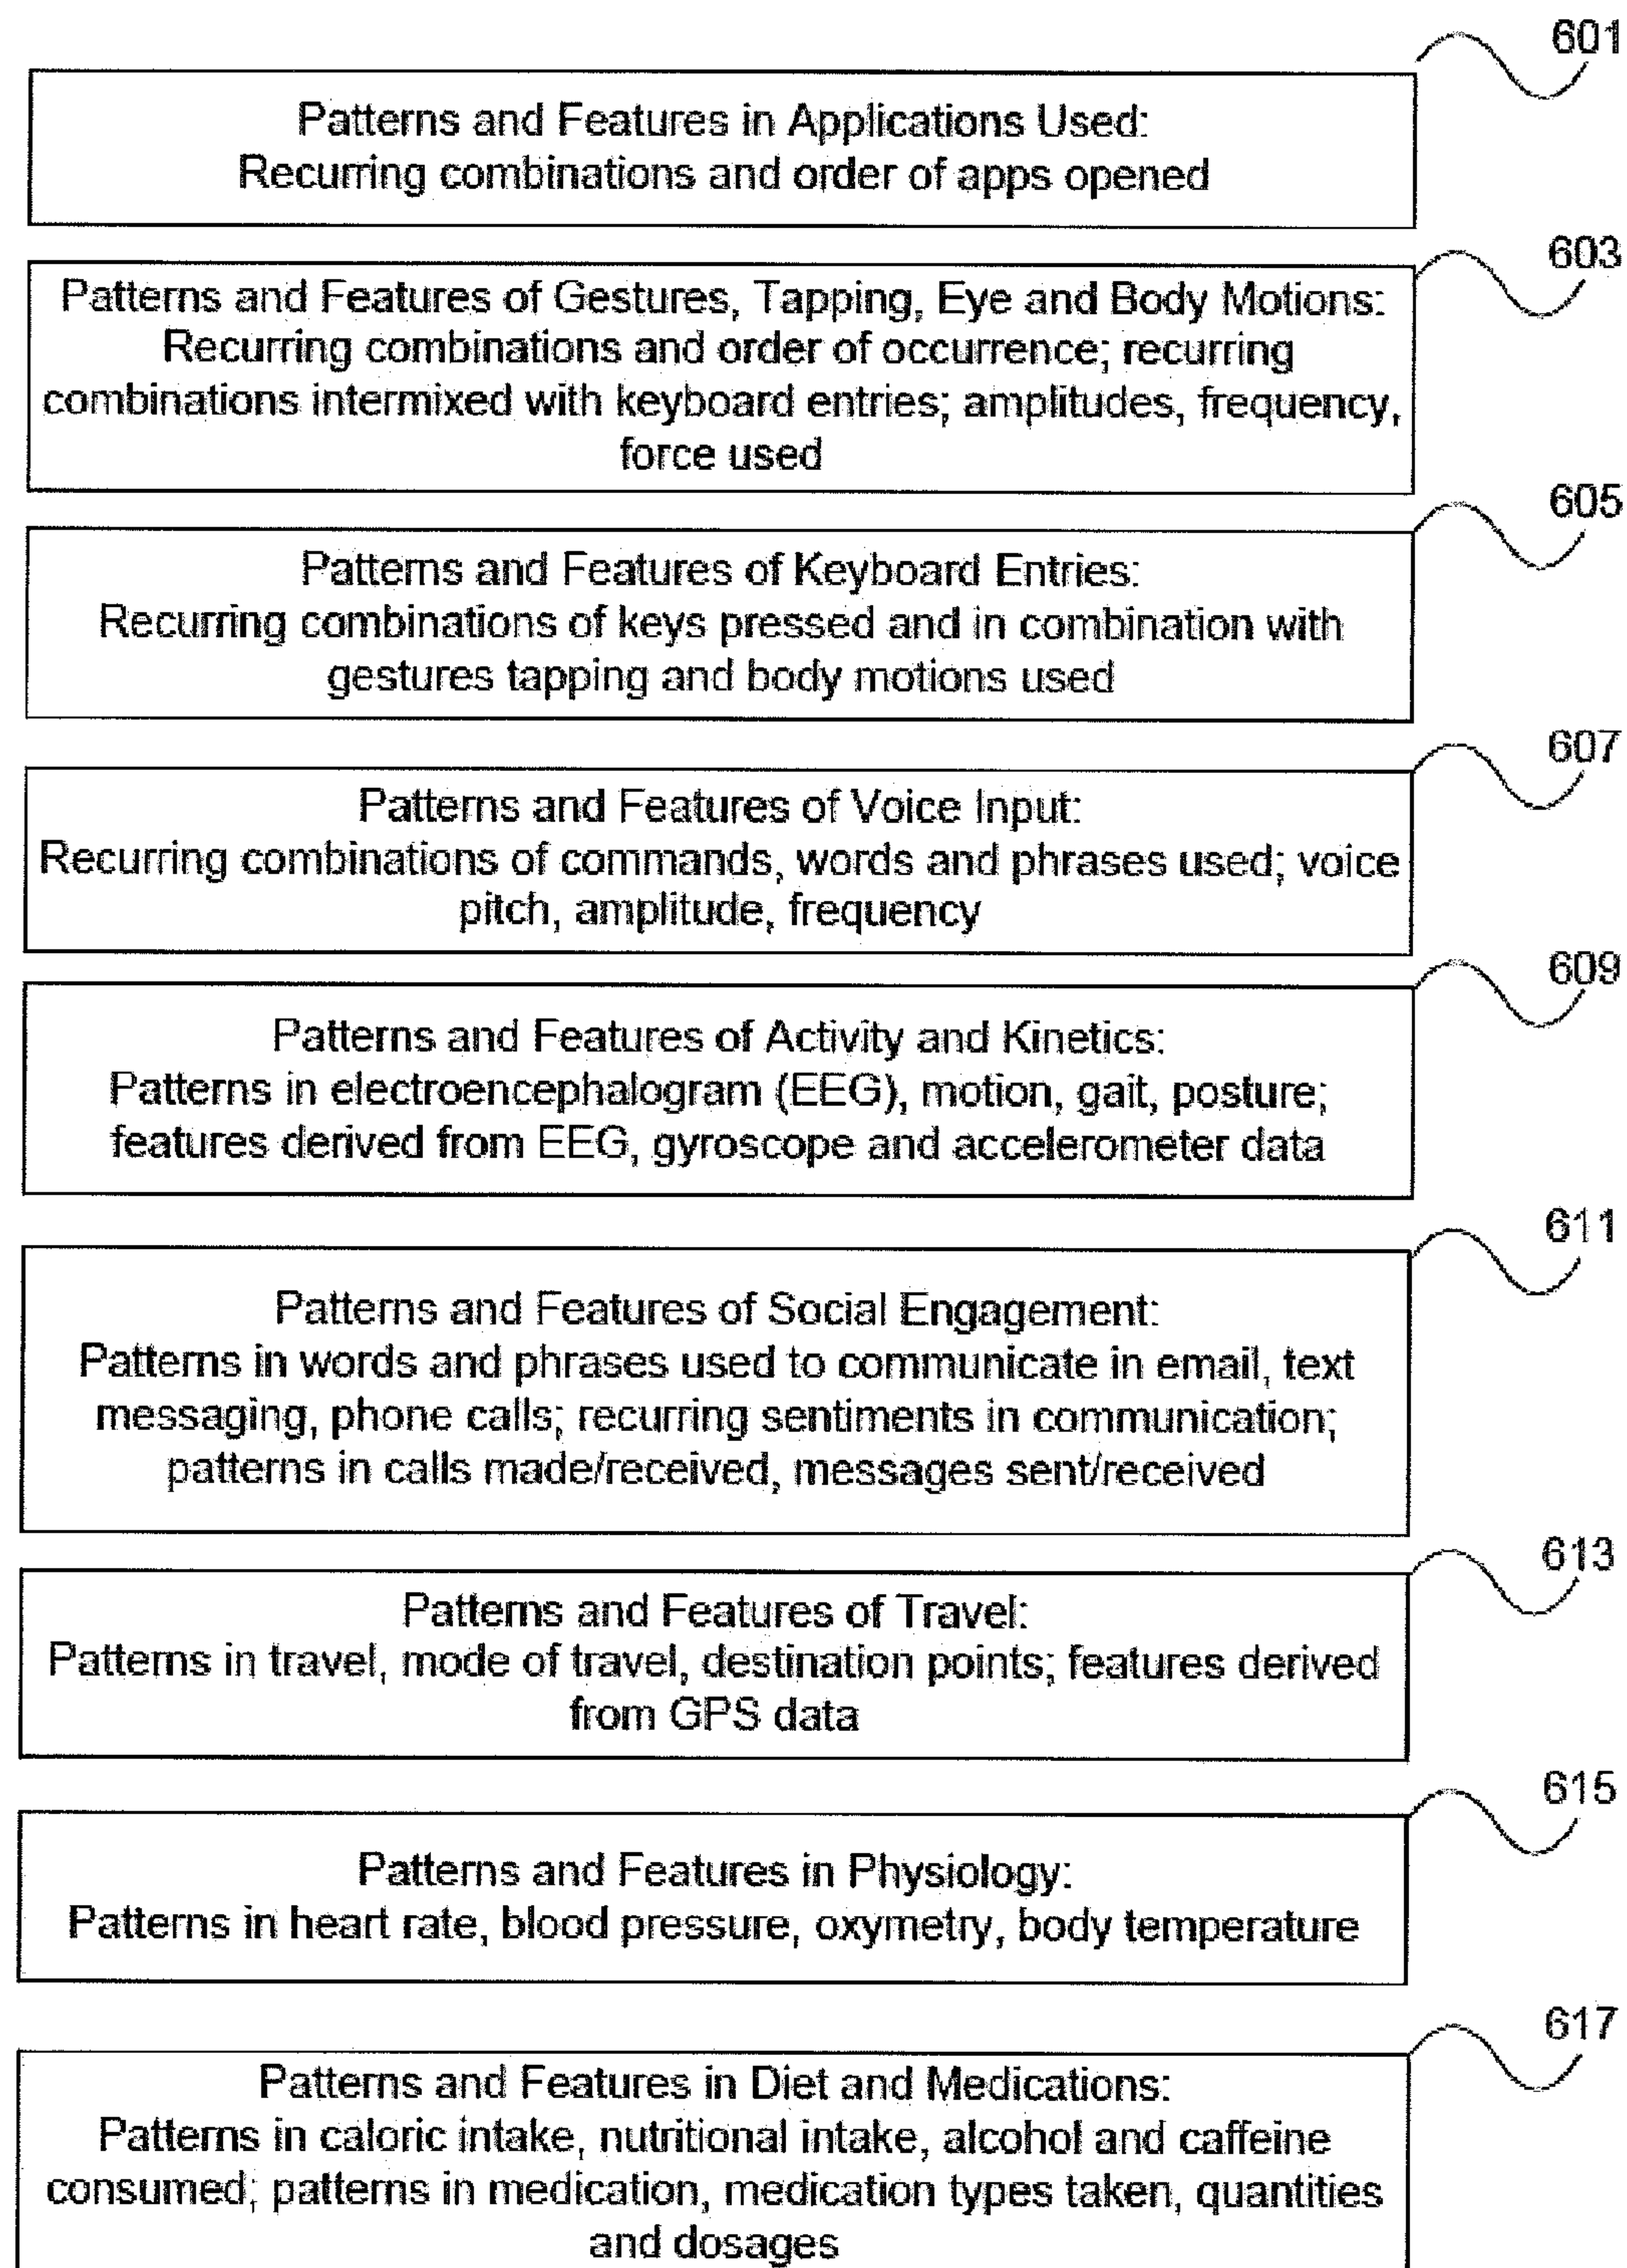 601
Patterns and Features in Applications Used:
Recurring combinations and order of apps opened
603
Patterns and Features of Gestures, Tapping, Eye and Body Motions:
Recurring combinations and order of occurrence; recurring
combinations intermixed with keyboard entries; amplitudes, frequency,
force used
605
Patterns and Features of Keyboard Entries:
Recurring combinations of keys pressed and in combination with
gestures tapping and body motions used
607
Patterns and Features of Voice Input:
Recurring combinations of commands, words and phrases used; voice
pitch, amplitude, frequency
609
Patterns and Features of Activity and Kinetics:
Patterns in electroencephalogram (EEG), motion, gait, posture;
features derived from EEG, gyroscope and accelerometer data
611
Patterns and Features of Social Engagement:
Patterns in words and phrases used to communicate in email, text
messaging, phone calls; recurring sentiments in communication;
patterns in calls made/received, messages sent/received
613
Patterns and Features of Travel:
Patterns in travel, mode of travel, destination points; features derived
from GPS data
615
Patterns and Features in Physiology:
Patterns in heart rate, blood pressure, oxymetry, body temperature
617
Patterns and Features in Diet and Medications:
Patterns in caloric intake, nutritional intake, alcohol and caffeine
consumed; patterns in medication, medication types taken, quantities
and dosages